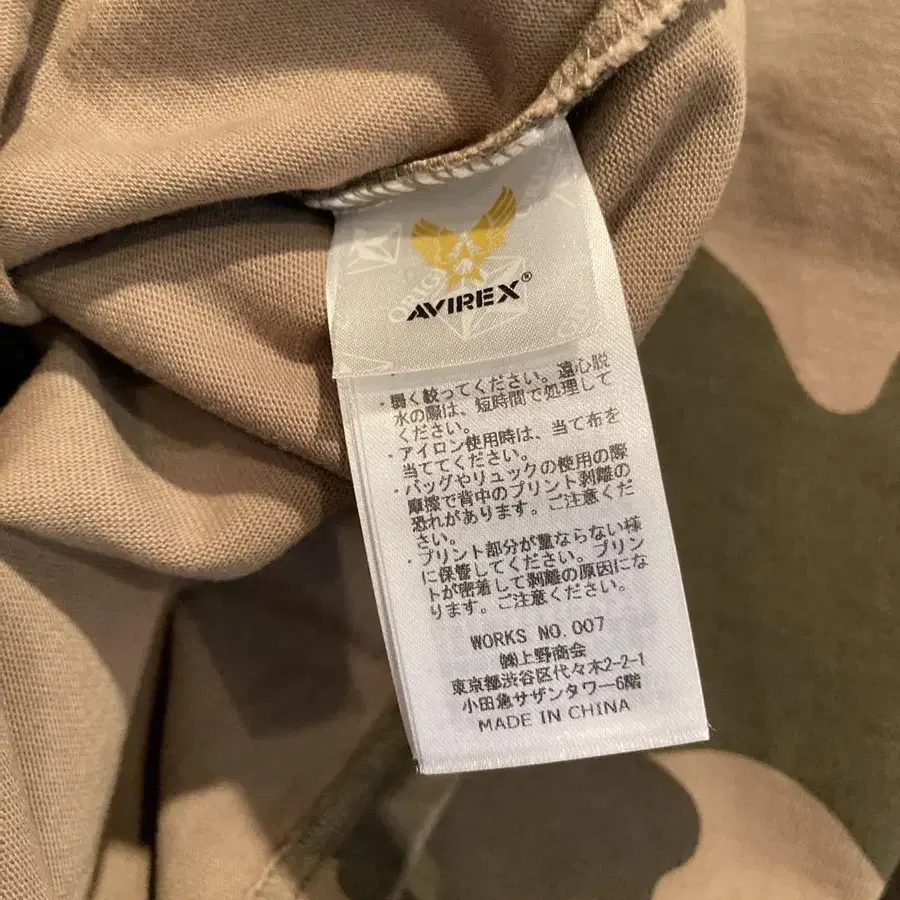 AVIREX®
・弱く絞ってください。遠心脱
水の際は、短時間で処理して
ください。
・アイロン使用時は、当て布を
当ててください。
・バッグやリュックの使用の際
摩擦で背中のプリント剥離の
恐れがあります。ご注意くだ
さい。
・プリント部分が重ならない様
に保管してください。プリン
トが密着して剥離の原因にな
ります。ご注意ください。
WORKS NO.007
㈱上野商会
東京都渋谷区代々木2-2-1
小田急サザンタワー6階
MADE IN CHINA